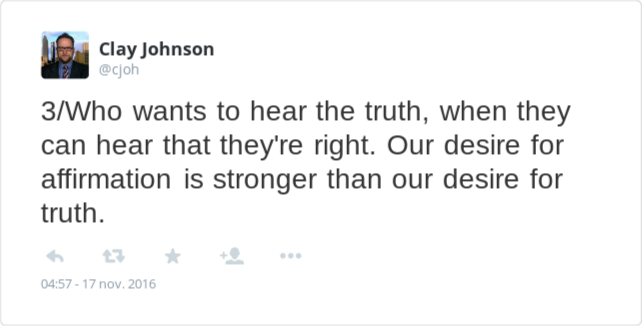 Clay Johnson
@cjoh
3/Who wants to hear the truth, when they
can hear that they're right. Our desire for
affirmation is stronger than our desire for
truth.
04:57 - 17 nov. 2016